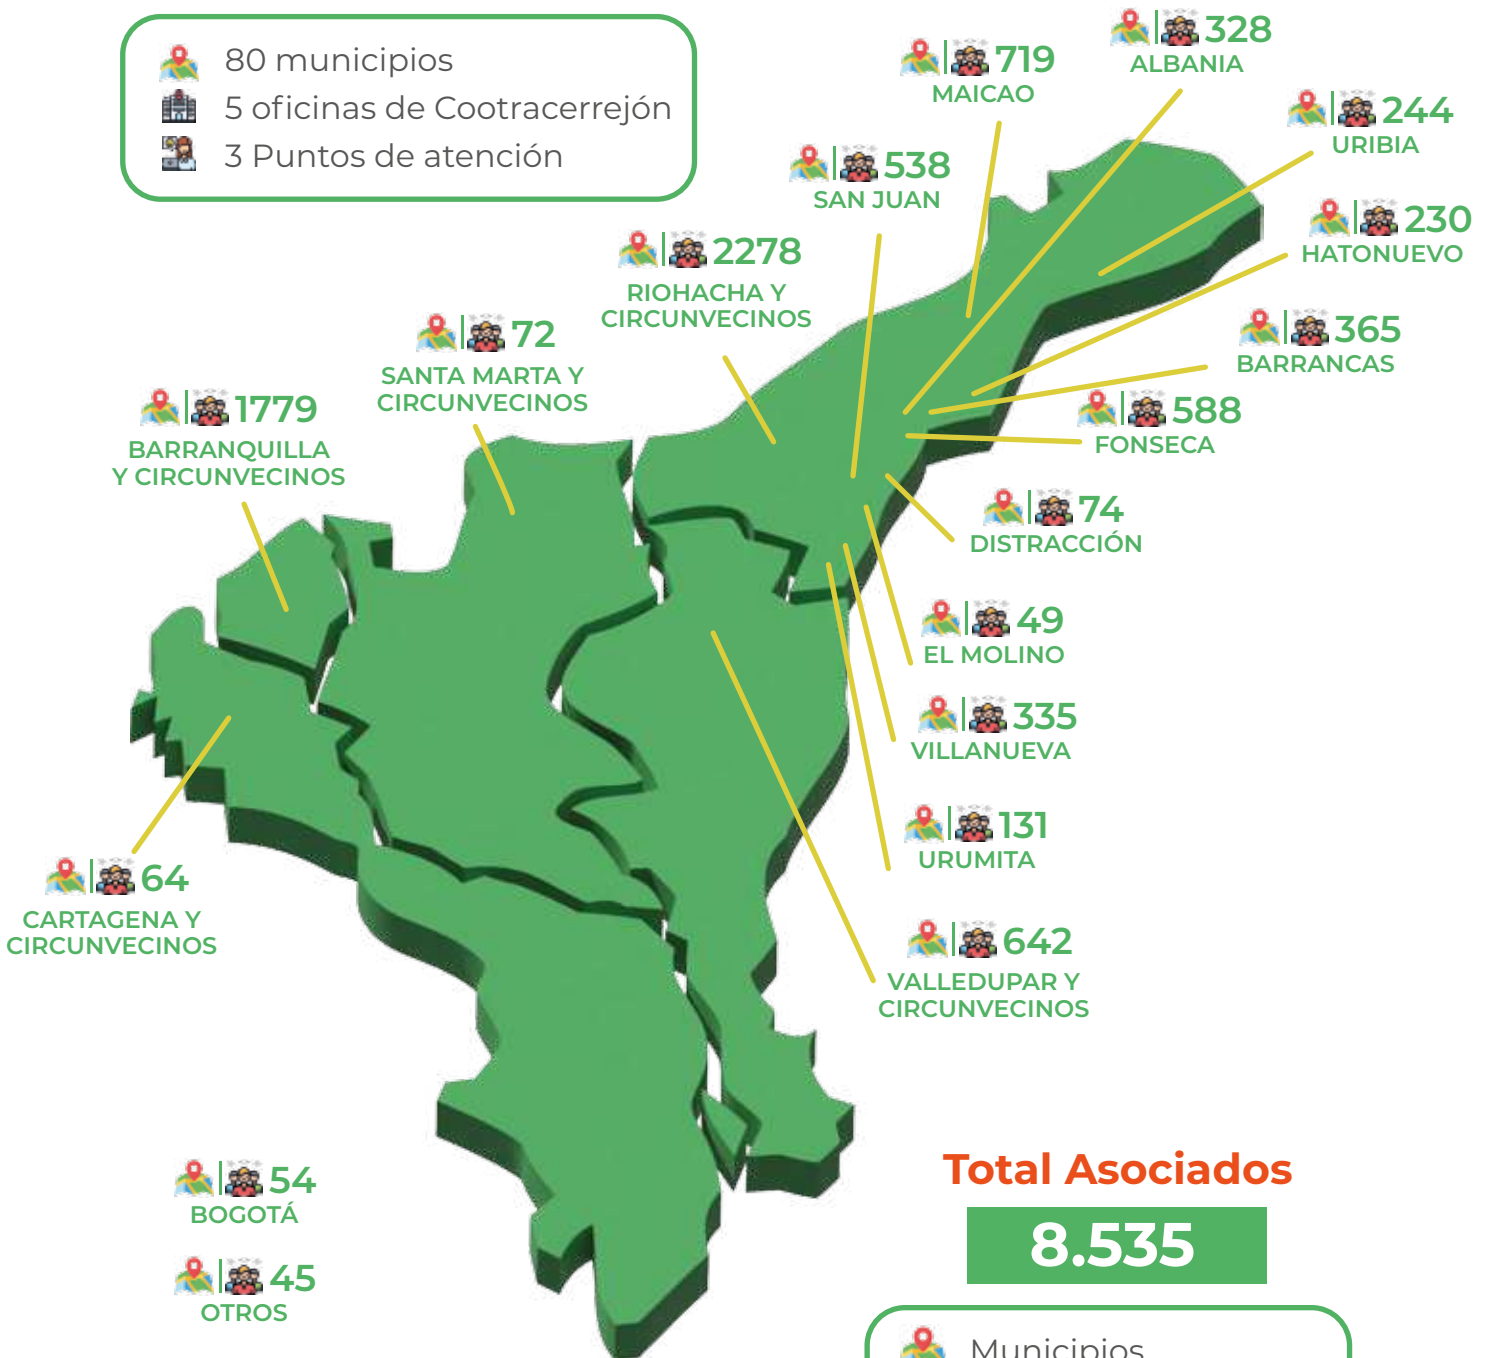 80 municipios
5 oficinas de Cootracerrejón
3 Puntos de atención
328
ALBANIA
719
MAICAO
244
URIBIA
538
SAN JUAN
230
HATONUEVO
2278
RIOHACHA Y
CIRCUNVECINOS
72
SANTA MARTA Y
CIRCUNVECINOS
365
BARRANCAS
1779
BARRANQUILLA
Y CIRCUNVECINOS
588
FONSECA
74
DISTRACCIÓN
49
EL MOLINO
335
VILLANUEVA
131
URUMITA
64
CARTAGENA Y
CIRCUNVECINOS
642
VALLEDUPAR Y
CIRCUNVECINOS
54
BOGOTÁ
45
OTROS
Total Asociados
8.535
Municipios